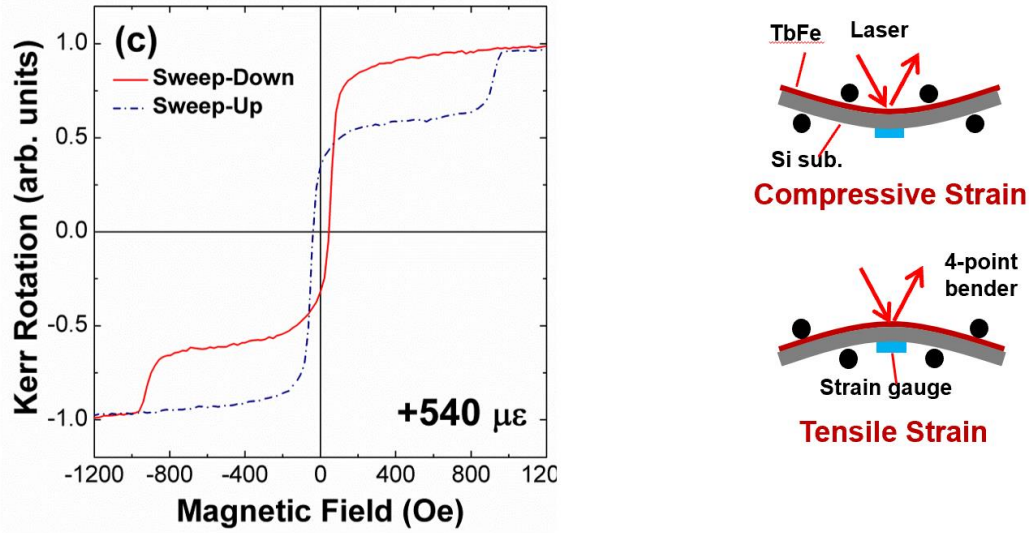 (c)
Sweep-Down
Sweep-Up
1.0
0.5
0.0
-0.5
-1.0
Kerr Rotation (arb. units)
+540 με
-1200 -800 -400 0 400 800 120
Magnetic Field (Oe)
TbFe
Laser
Si sub.
Compressive Strain
4-point
bender
Strain gauge
Tensile Strain